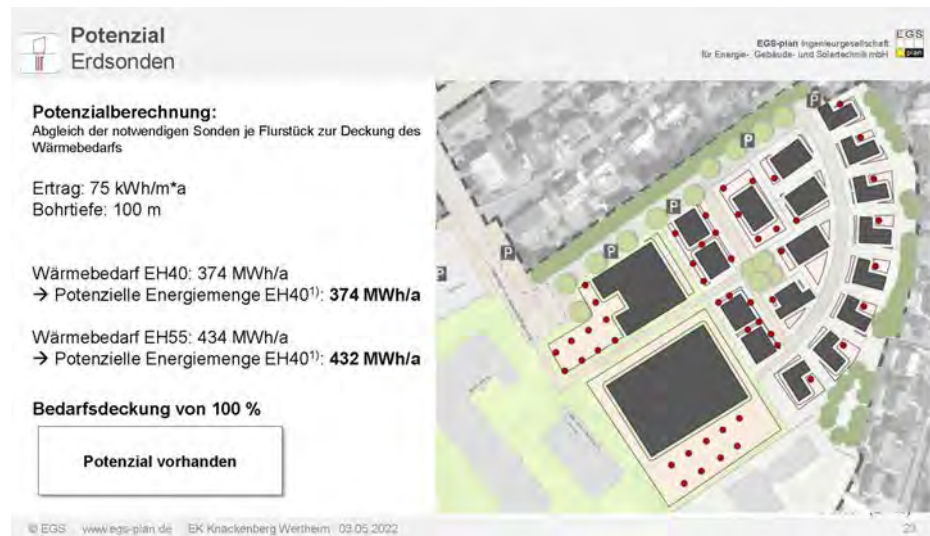 Potenzial
Erdsonden
EGS-plan Ingenieurgesellschaft
für Energie-, Gebäude- und Solartechnik mbH
EGS
plan
Potenzialberechnung:
Abgleich der notwendigen Sonden je Flurstück zur Deckung des
Wärmebedarfs
Ertrag: 75 kWh/m*a
Bohrtiefe: 100 m
Wärmebedarf EH40: 374 MWh/a
→ Potenzielle Energiemenge EH40¹⁾: 374 MWh/a
Wärmebedarf EH55: 434 MWh/a
→ Potenzielle Energiemenge EH40¹⁾: 432 MWh/a
Bedarfsdeckung von 100 %
Potenzial vorhanden
P
P
P
P
P
P
© EGS www.egs-plan.de EK Knackenberg Wertheim 03.05.2022
23